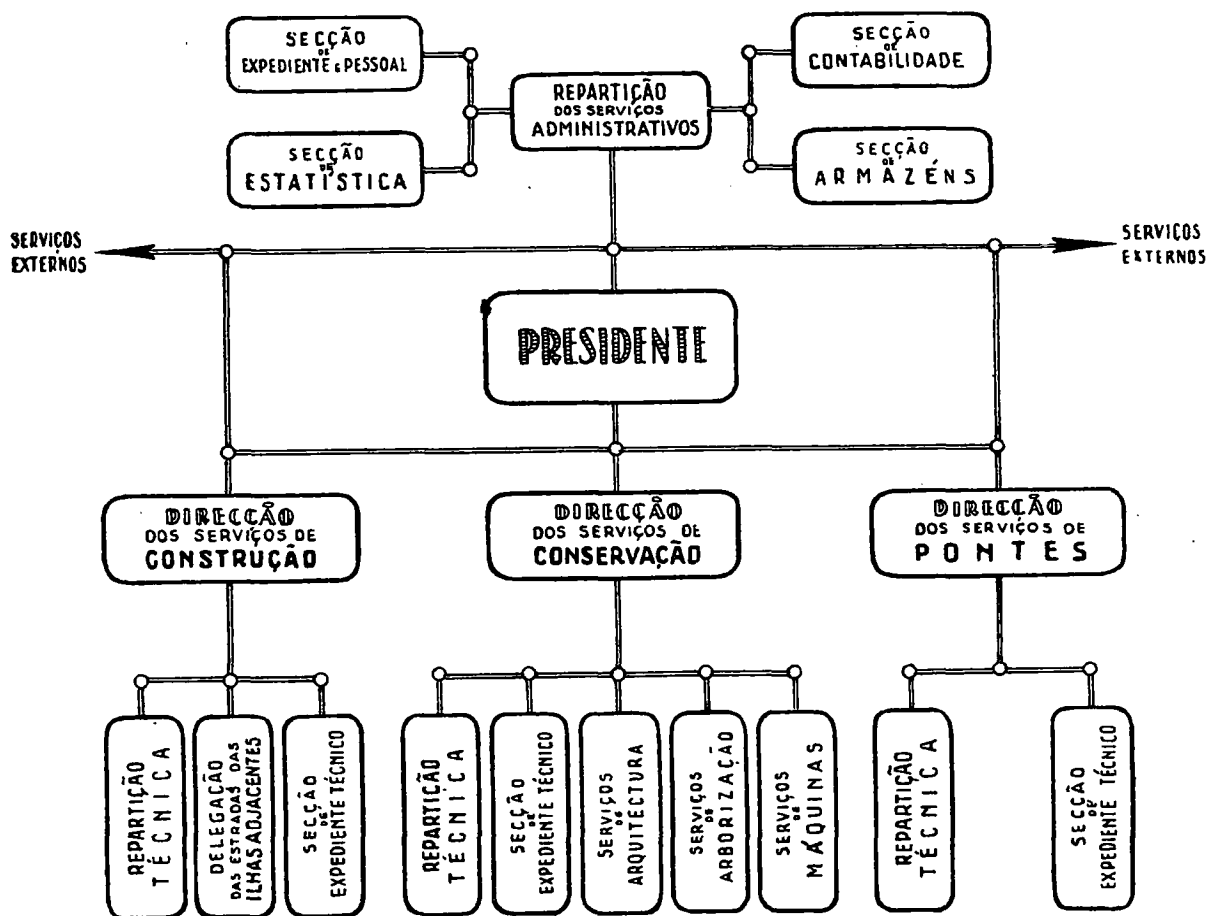 SECÇÃO
DE
EXPEDIENTE E PESSOAL
SECÇÃO
DE
CONTABILIDADE
REPARTIÇÃO
DOS SERVIÇOS
ADMINISTRATIVOS
SECÇÃO
DE
ESTATÍSTICA
SECÇÃO
DE
ARMAZÉNS
SERVIÇOS
EXTERNOS
SERVIÇOS
EXTERNOS
PRESIDENTE
DIRECÇÃO
DOS SERVIÇOS DE
CONSTRUÇÃO
DIRECÇÃO
DOS SERVIÇOS DE
CONSERVAÇÃO
DIRECÇÃO
DOS SERVIÇOS DE
PONTES
REPARTIÇÃO
TÉCNICA
DELEGAÇÃO
DAS ESTRADAS DAS
ILHAS ADJACENTES
SECÇÃO
DE
EXPEDIENTE TÉCNICO
REPARTIÇÃO
TÉCNICA
SECÇÃO
DE
EXPEDIENTE TÉCNICO
SERVIÇOS
DE
ARQUITECTURA
SERVIÇOS
DE
ARBORIZAÇÃO
SERVIÇOS
DE
MÁQUINAS
REPARTIÇÃO
TÉCNICA
SECÇÃO
DE
EXPEDIENTE TÉCNICO